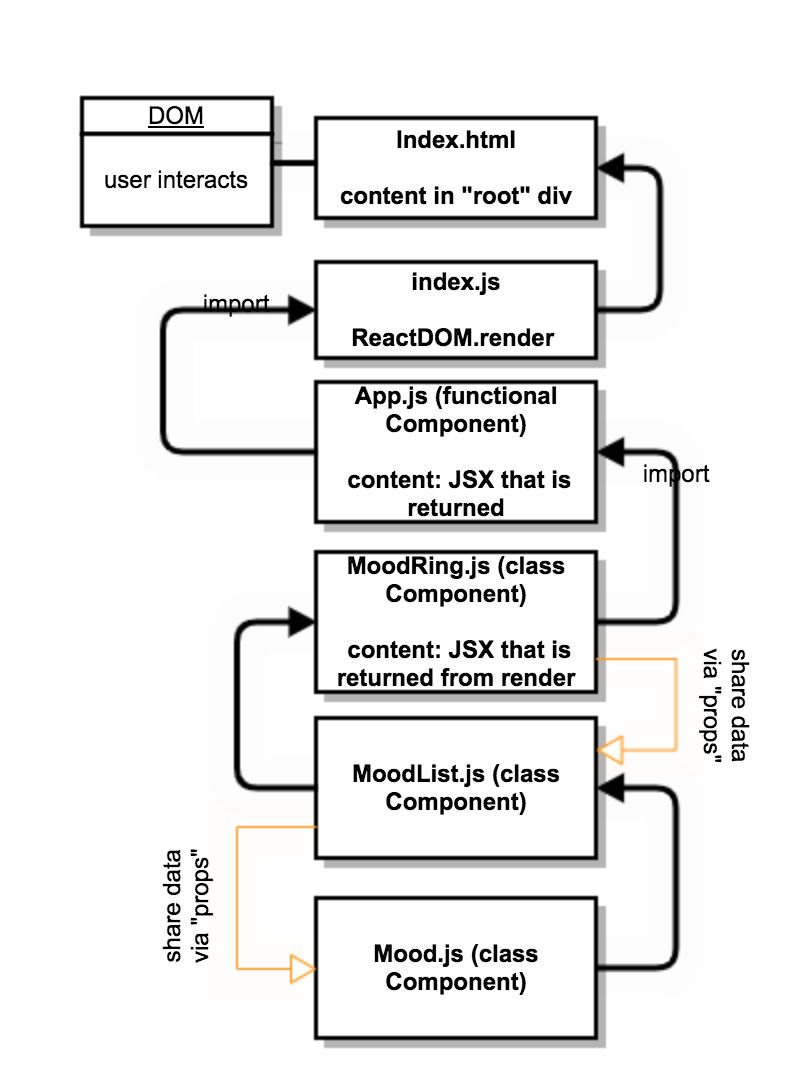 DOM
user interacts
Index.html
content in "root" div
index.js
ReactDOM.render
import
App.js (functional
Component)
content: JSX that is
returned
import
MoodRing.js (class
Component)
content: JSX that is
returned from render
share data
via "props"
MoodList.js (class
Component)
share data
via "props"
Mood.js (class
Component)